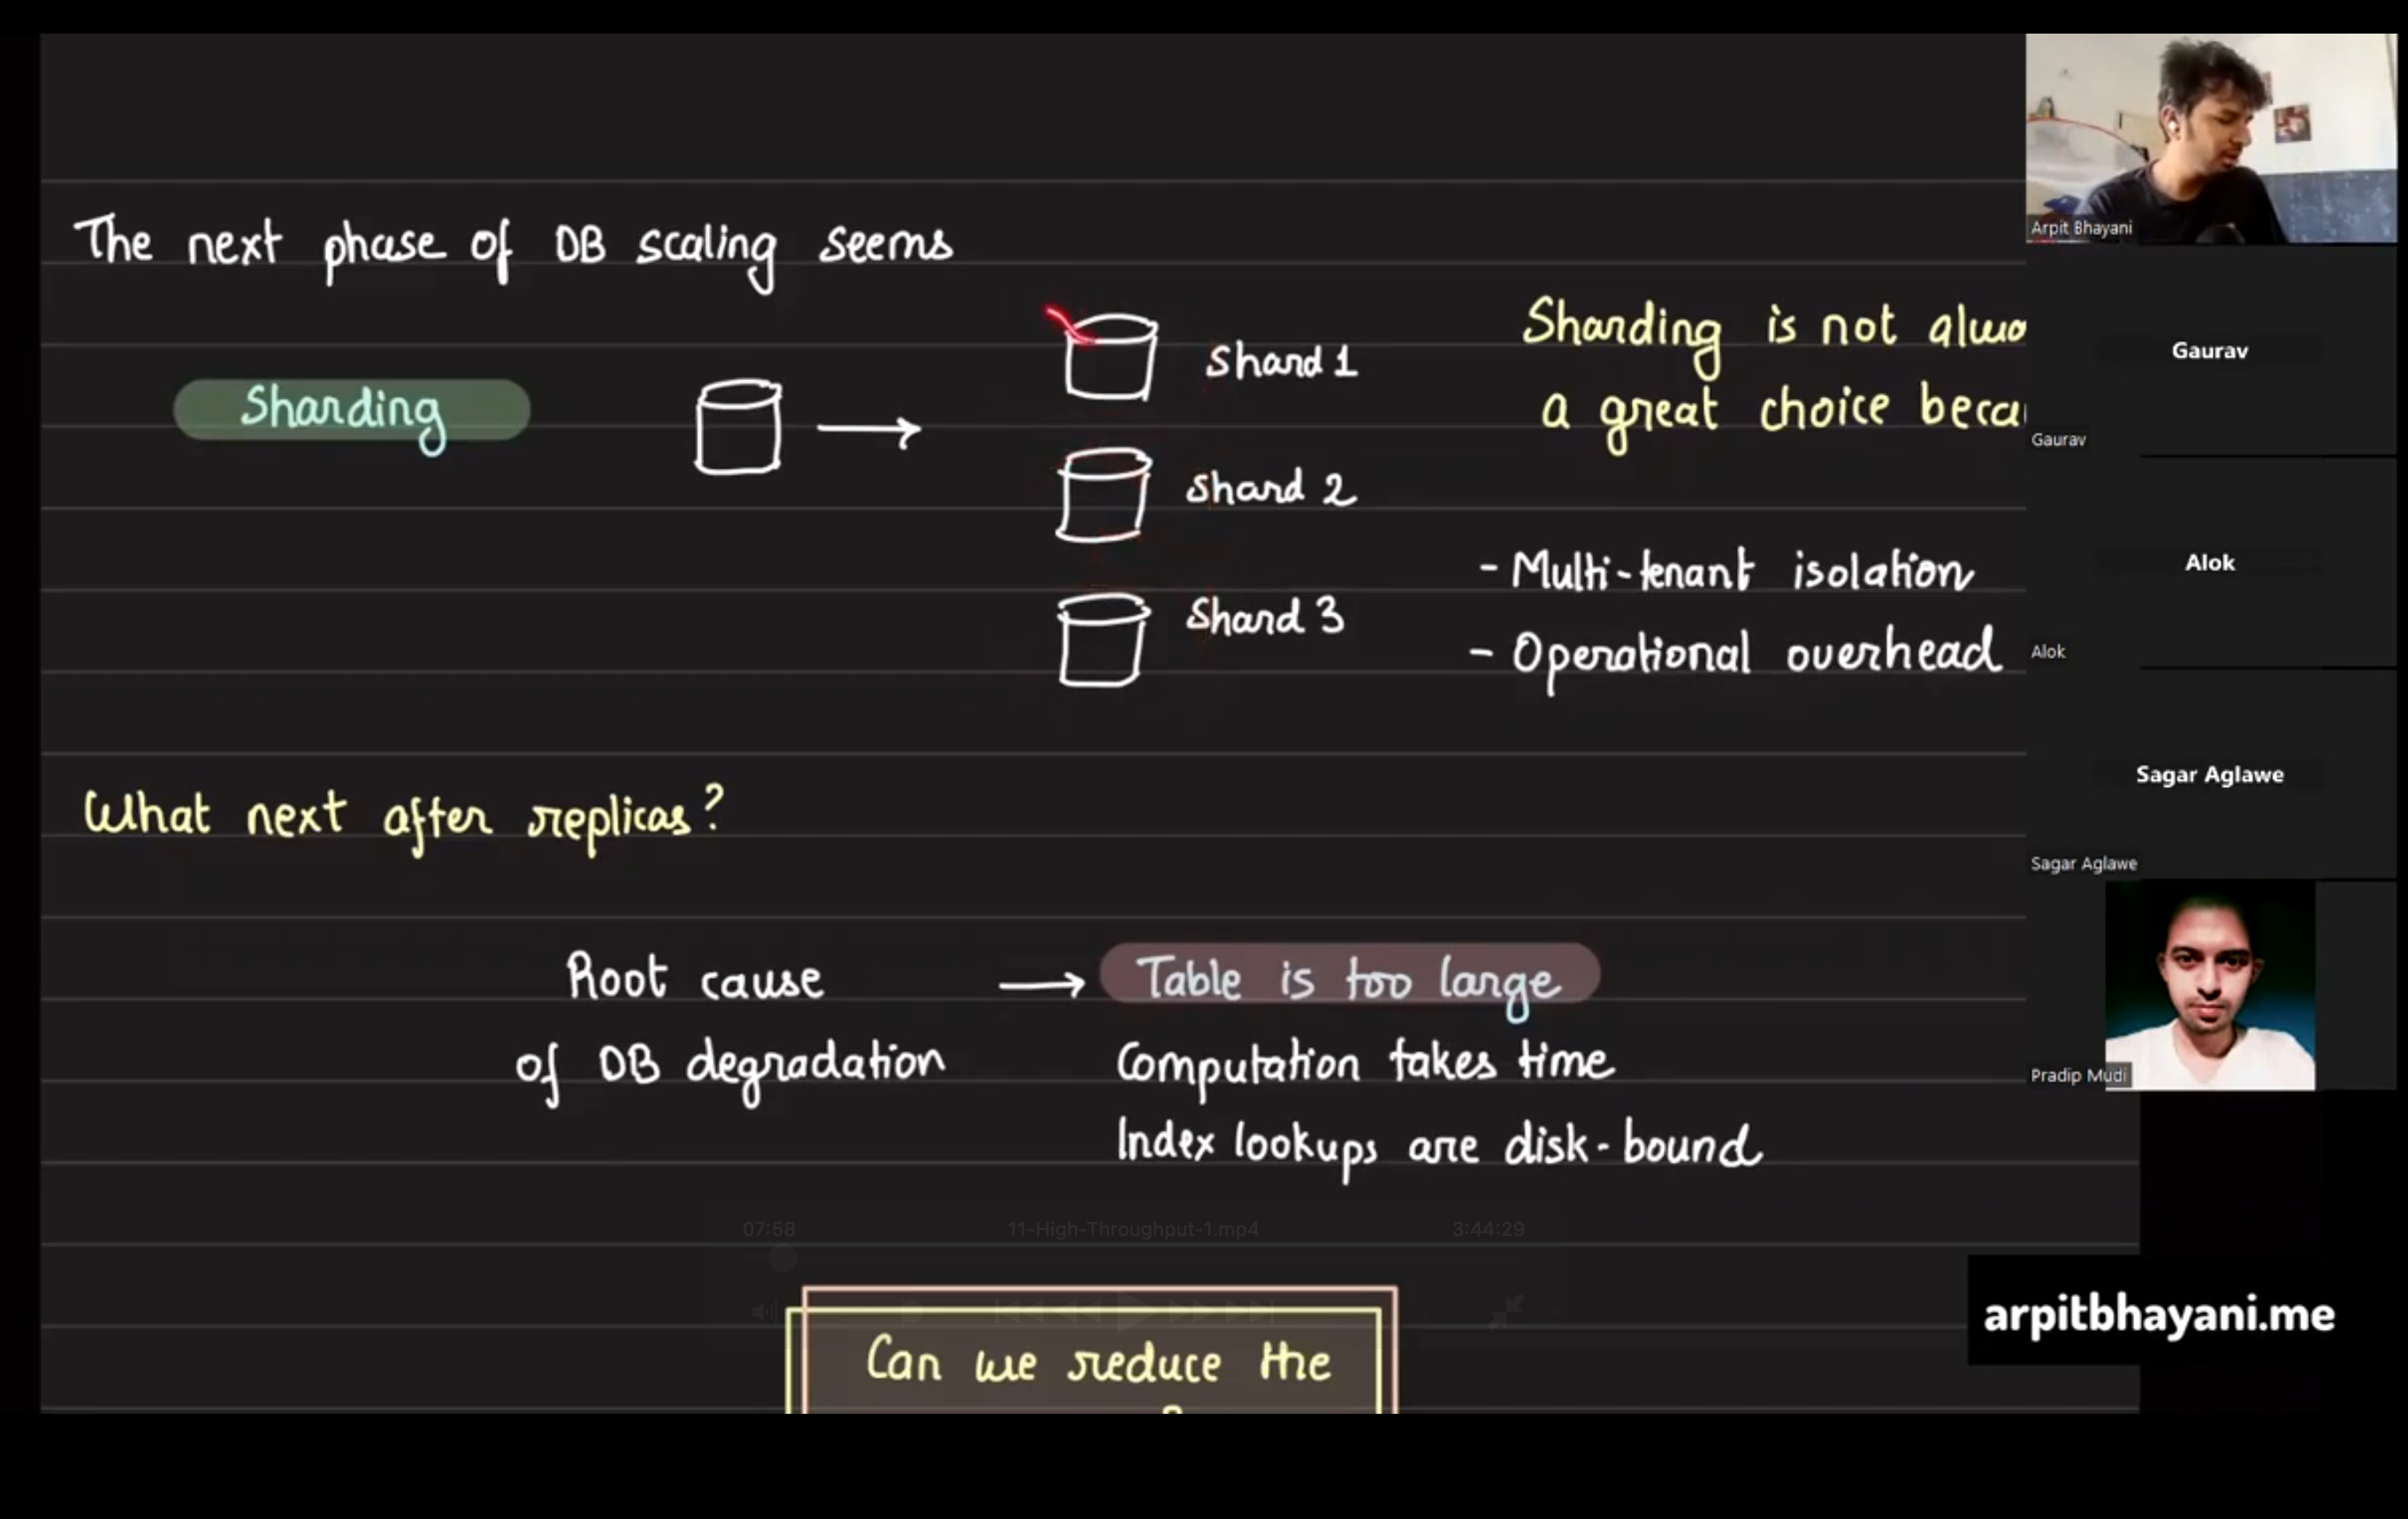 The next phase of DB scaling seems
Sharding
Shard 1
Shard 2
Shard 3
Sharding is not alwa
a great choice beca
- Multi-tenant isolation
- Operational overhead
What next after replicas?
Root cause
of DB degradation
Table is too large
Computation takes time
Index lookups are disk-bound
07:58
11-High-Throughput-1.mp4
3:44:29
Can we reduce the
Arpit Bhayani
Gaurav
Gaurav
Alok
Alok
Sagar Aglawe
Sagar Aglawe
Pradip Mudi
arpitbhayani.me